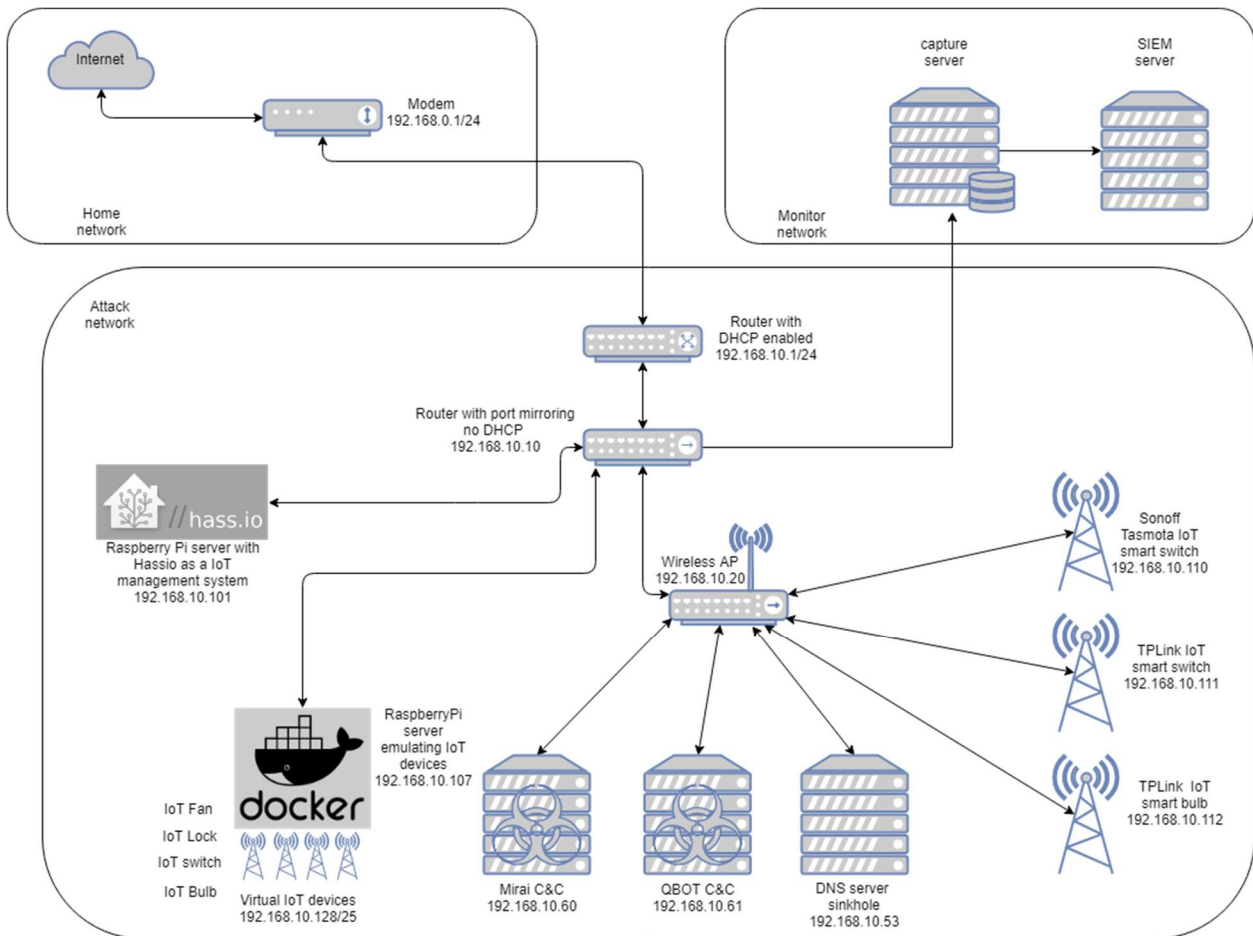 Internet
Modem
192.168.0.1/24
Home
network
capture
server
SIEM
server
Monitor
network
Attack
network
Router with
DHCP enabled
192.168.10.1/24
Router with port mirroring
no DHCP
192.168.10.10
//hass.io
Raspberry Pi server with
Hassio as a IoT
management system
192.168.10.101
Wireless AP
192.168.10.20
Sonoff
Tasmota IoT
smart switch
192.168.10.110
TPLink IoT
smart switch
192.168.10.111
TPLink IoT
smart bulb
192.168.10.112
docker
RaspberryPi
server
emulating IoT
devices
192.168.10.107
IoT Fan
IoT Lock
IoT switch
IoT Bulb
Virtual IoT devices
192.168.10.128/25
Mirai C&C
192.168.10.60
QBOT C&C
192.168.10.61
DNS server
sinkhole
192.168.10.53